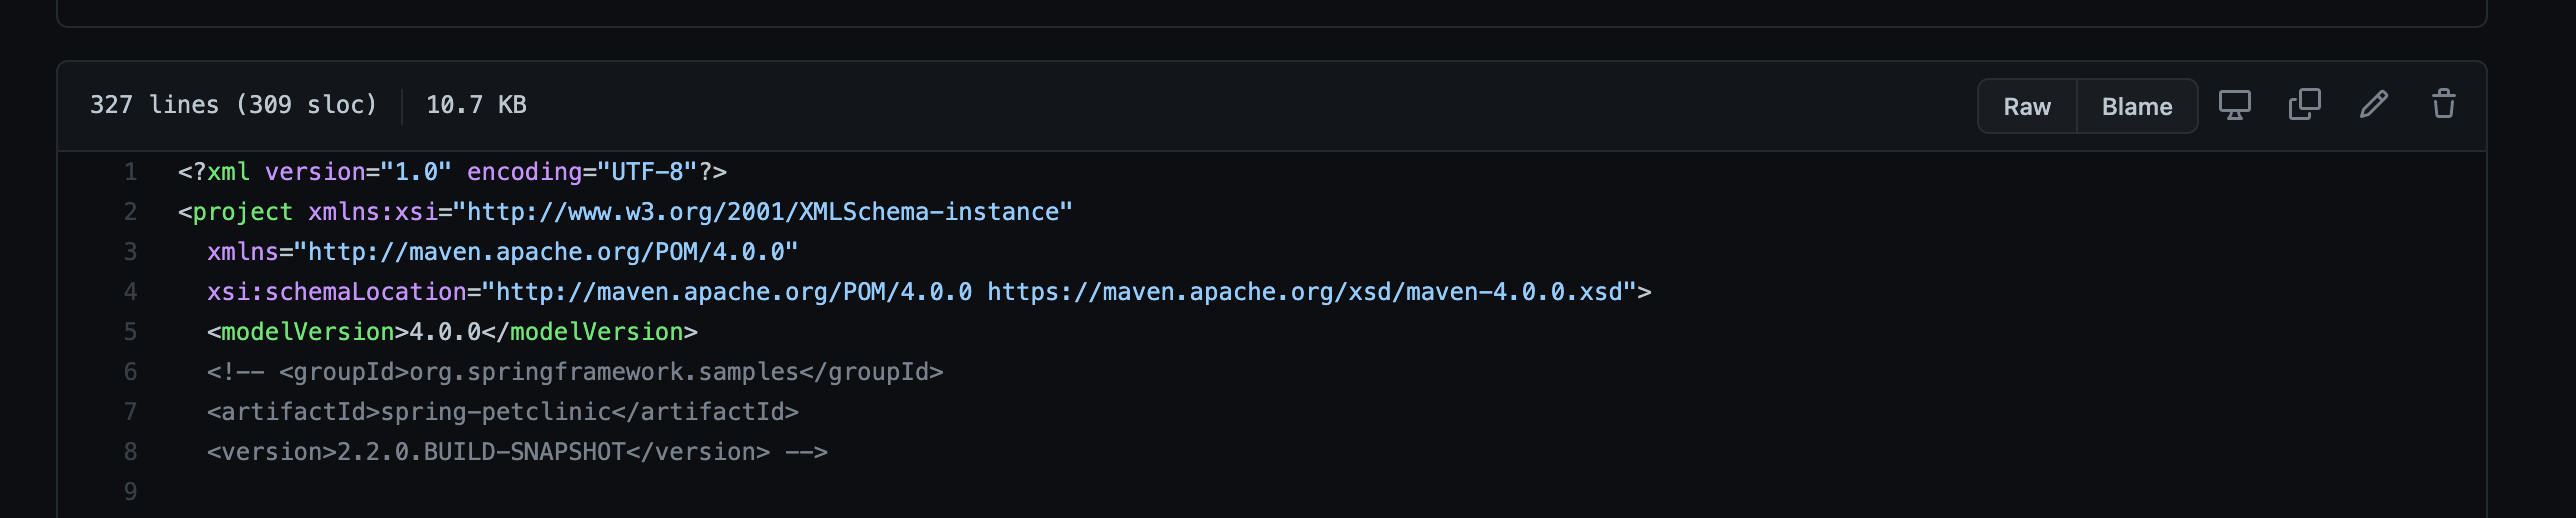 327 lines (309 sloc) 10.7 KB Raw Blame
1 <?xml version="1.0" encoding="UTF-8"?>
2 <project xmlns:xsi="http://www.w3.org/2001/XMLSchema-instance"
3 xmlns="http://maven.apache.org/POM/4.0.0"
4 xsi:schemaLocation="http://maven.apache.org/POM/4.0.0 https://maven.apache.org/xsd/maven-4.0.0.xsd">
5 <modelVersion>4.0.0</modelVersion>
6 <!-- <groupId>org.springframework.samples</groupId>
7 <artifactId>spring-petclinic</artifactId>
8 <version>2.2.0.BUILD-SNAPSHOT</version> -->
9